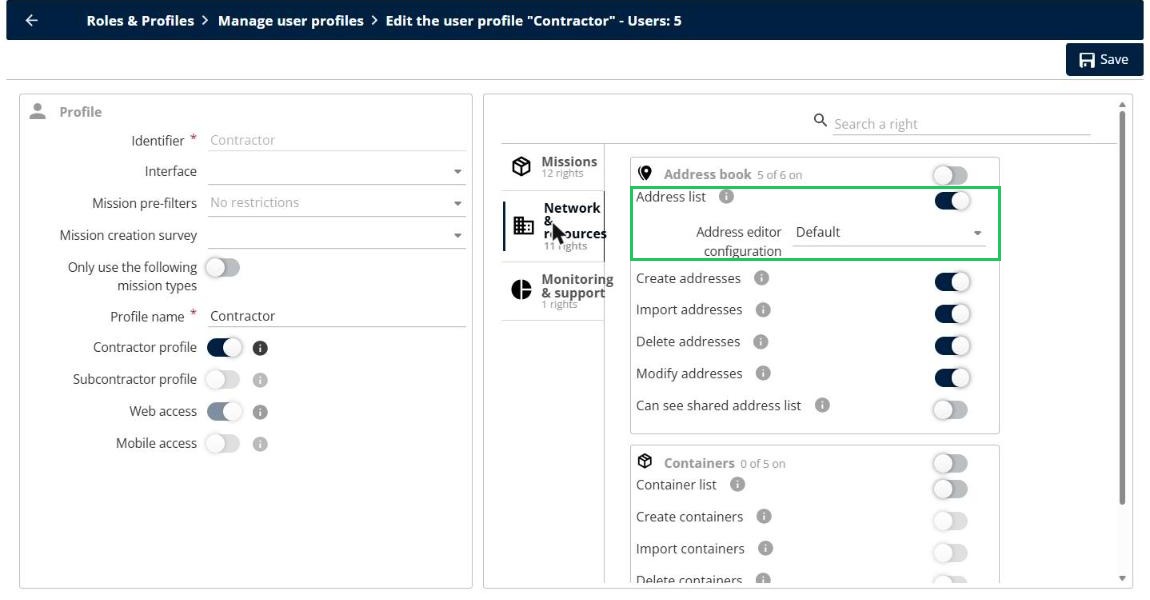 Roles & Profiles > Manage user profiles > Edit the user profile "Contractor" - Users: 5
Save
Profile
Identifier * Contractor
Interface
Mission pre-filters No restrictions
Mission creation survey
Only use the following
mission types
Profile name * Contractor
Contractor profile
Subcontractor profile
Web access
Mobile access
Search a right
Missions
12 rights
Network
&
resources
11 rights
Monitoring
& support
1 rights
Address book 5 of 6 on
Address list
Address editor
configuration
Default
Create addresses
Import addresses
Delete addresses
Modify addresses
Can see shared address list
Containers 0 of 5 on
Container list
Create containers
Import containers
Delete containers